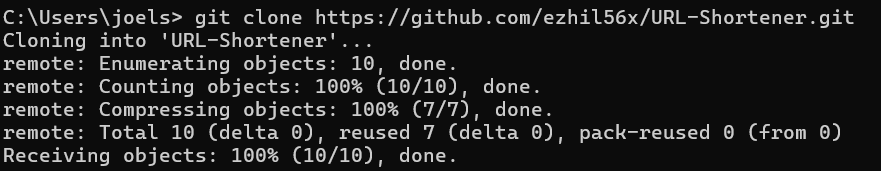 C:\Users\joels> git clone https://github.com/ezhil56x/URL-Shortener.git
Cloning into 'URL-Shortener'...
remote: Enumerating objects: 10, done.
remote: Counting objects: 100% (10/10), done.
remote: Compressing objects: 100% (7/7), done.
remote: Total 10 (delta 0), reused 7 (delta 0), pack-reused 0 (from 0)
Receiving objects: 100% (10/10), done.